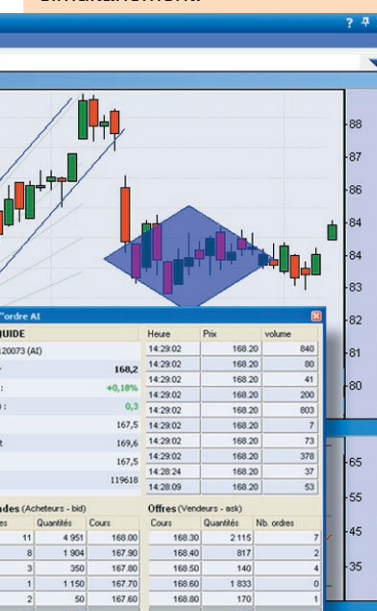 ?
88
87
86
84
84
83
82
81
80
65
55
45
35
'ordre AI
QUIDE
120073 (AI)
168,2
+0,18%
0,3
167,5
169,6
167,5
119618
Heure Prix volume
14:29:02 168.20 840
14:29:02 168.20 80
14:29:02 168.20 41
14:29:02 168.20 200
14:29:02 168.20 803
14:29:02 168.20 7
14:29:02 168.20 73
14:29:02 168.20 378
14:28:24 168.20 37
14:28:09 168.20 53
(Acheteurs - bid) Offres (Vendeurs - ask)
Quantités Cours Cours Quantités Nb. ordres
11 4 951 168.00 168.30 2 115 7
8 1 904 167.90 168.40 817 2
3 350 167.80 168.50 140 4
1 1 150 167.70 168.60 1 833 0
2 50 167.60 168.80 170 1